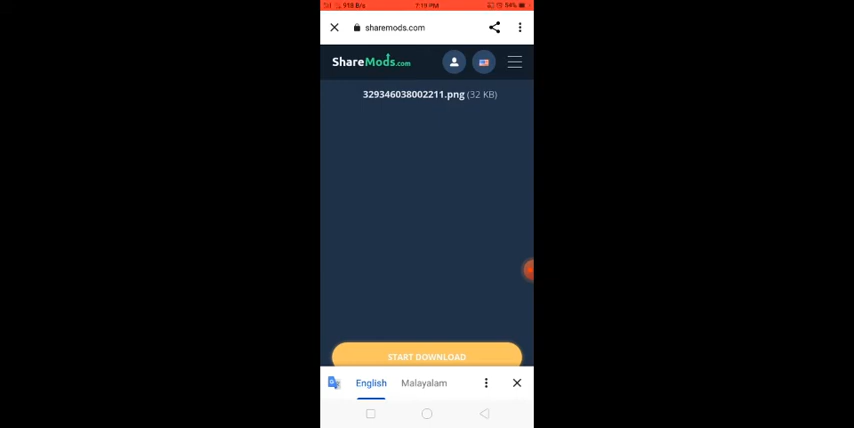 918 B/s 7:19 PM 54%
sharemods.com
ShareMods.com
329346038002211.png (32 KB)
START DOWNLOAD
English Malayalam